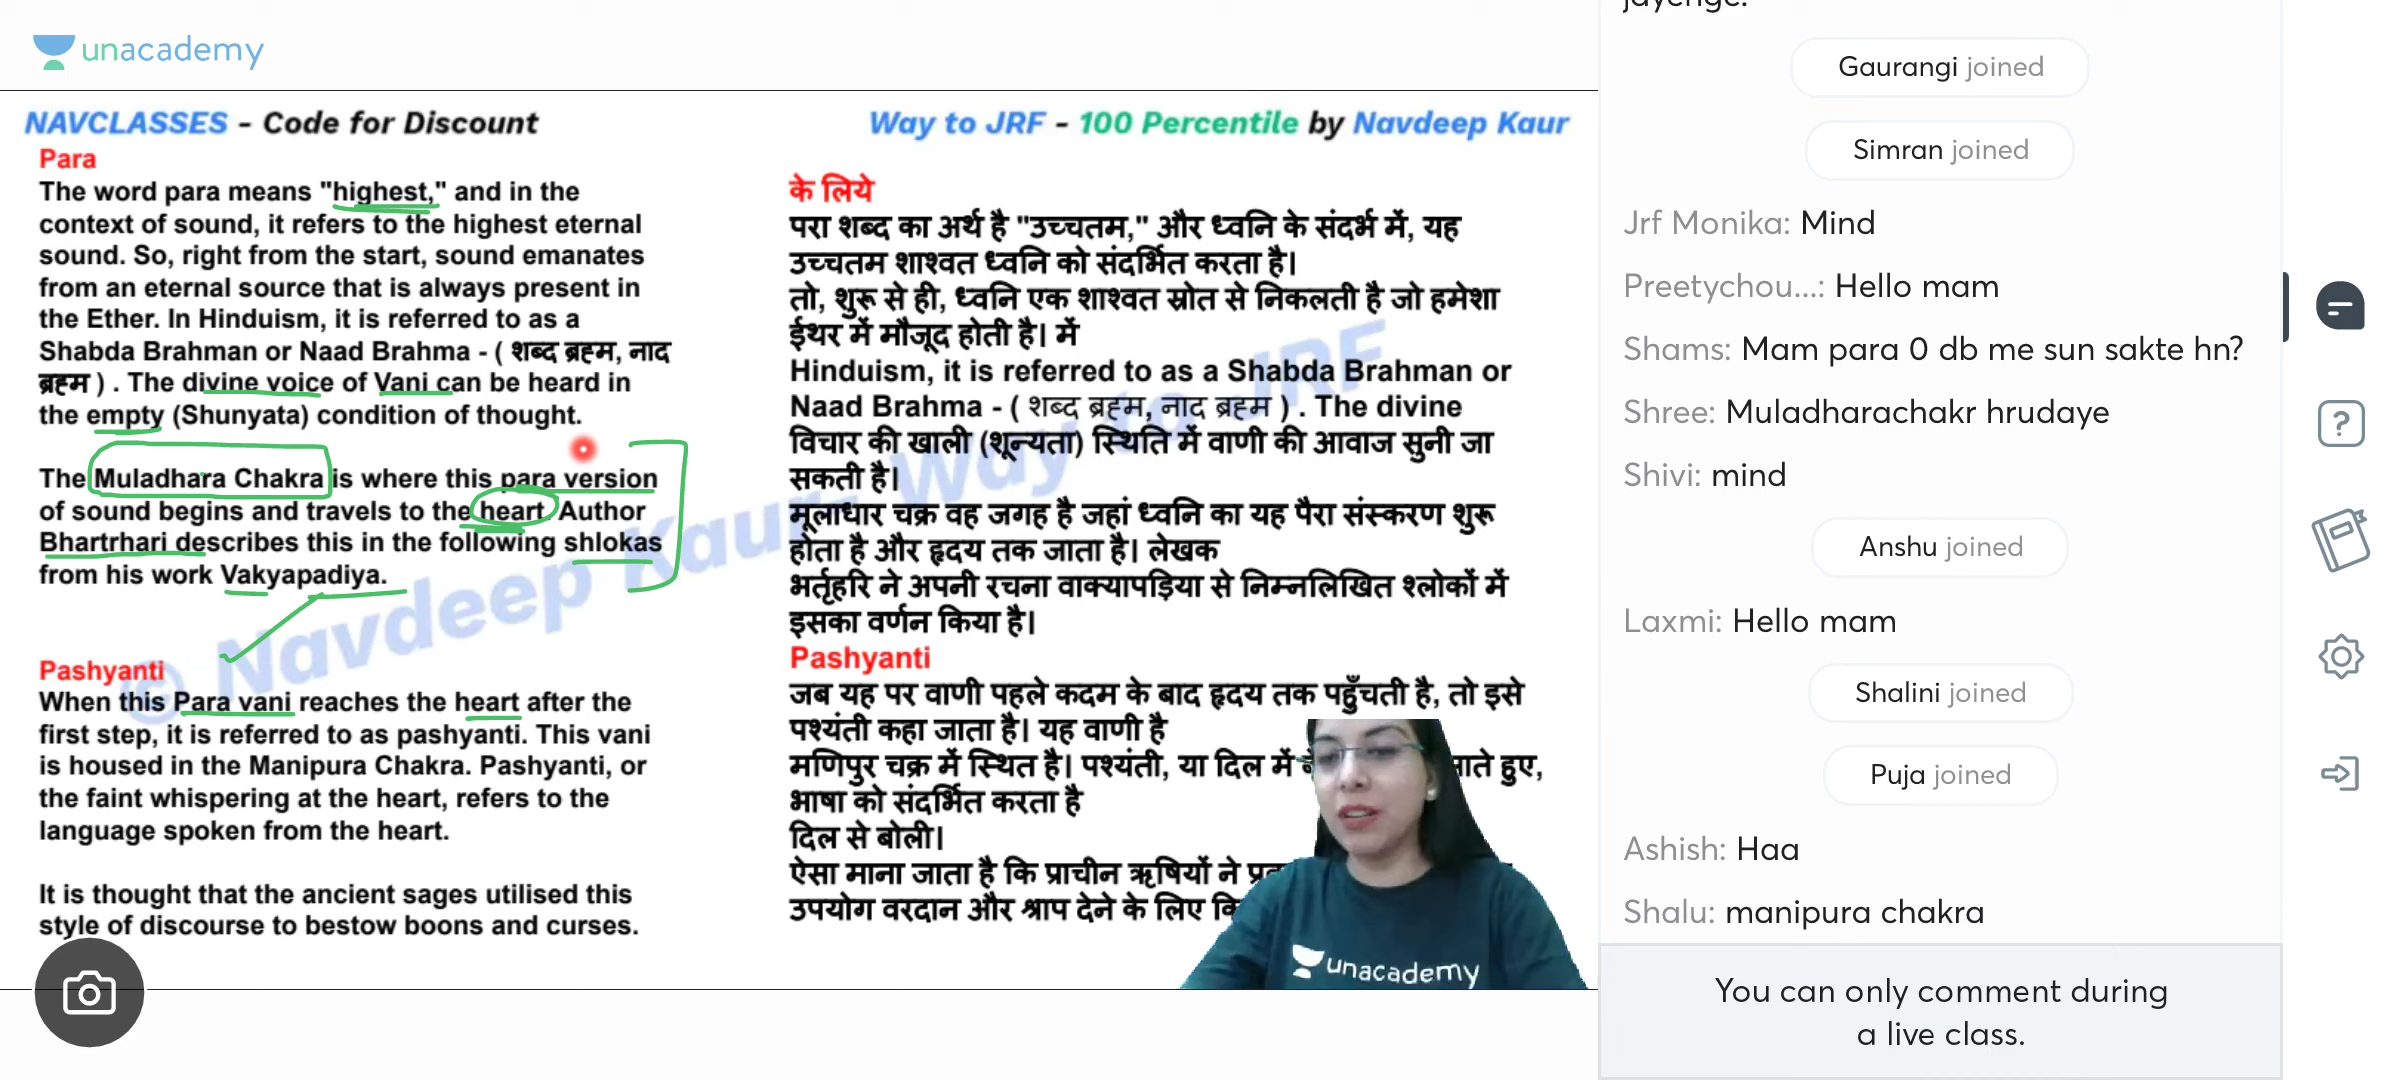 unacademy
NAVCLASSES - Code for Discount
Way to JRF - 100 Percentile by Navdeep Kaur
Para
The word para means "highest," and in the
context of sound, it refers to the highest eternal
sound. So, right from the start, sound emanates
from an eternal source that is always present in
the Ether. In Hinduism, it is referred to as a
Shabda Brahman or Naad Brahma - ( शब्द ब्रह्म, नाद
ब्रह्म ) . The divine voice of Vani can be heard in
the empty (Shunyata) condition of thought.
The Muladhara Chakra is where this para version
of sound begins and travels to the heart. Author
Bhartrhari describes this in the following shlokas
from his work Vakyapadiya.
Pashyanti
When this Para vani reaches the heart after the
first step, it is referred to as pashyanti. This vani
is housed in the Manipura Chakra. Pashyanti, or
the faint whispering at the heart, refers to the
language spoken from the heart.
It is thought that the ancient sages utilised this
style of discourse to bestow boons and curses.
के लिये
परा शब्द का अर्थ है "उच्चतम," और ध्वनि के संदर्भ में, यह
उच्चतम शाश्वत ध्वनि को संदर्भित करता है।
तो, शुरू से ही, ध्वनि एक शाश्वत स्रोत से निकलती है जो हमेशा
ईथर में मौजूद होती है। में
Hinduism, it is referred to as a Shabda Brahman or
Naad Brahma - ( शब्द ब्रह्म, नाद ब्रह्म ) . The divine
विचार की खाली (शून्यता) स्थिति में वाणी की आवाज सुनी जा
सकती है।
मूलाधार चक्र वह जगह है जहां ध्वनि का यह पैरा संस्करण शुरू
होता है और हृदय तक जाता है। लेखक
भर्तृहरि ने अपनी रचना वाक्यापड़िया से निम्नलिखित श्लोकों में
इसका वर्णन किया है।
Pashyanti
जब यह पर वाणी पहले कदम के बाद हृदय तक पहुँचती है, तो इसे
पश्यंती कहा जाता है। यह वाणी है
मणिपुर चक्र में स्थित है। पश्यंती, या दिल में हुए,
भाषा को संदर्भित करता है
दिल से बोली।
ऐसा माना जाता है कि प्राचीन ऋषियों ने
उपयोग वरदान और श्राप देने के लिए
© Navdeep Kaur- Way to JRF
unacademy
Gaurangi joined
Simran joined
Jrf Monika: Mind
Preetychou...: Hello mam
Shams: Mam para 0 db me sun sakte hn?
Shree: Muladharachakr hrudaye
Shivi: mind
Anshu joined
Laxmi: Hello mam
Shalini joined
Puja joined
Ashish: Haa
Shalu: manipura chakra
You can only comment during
a live class.